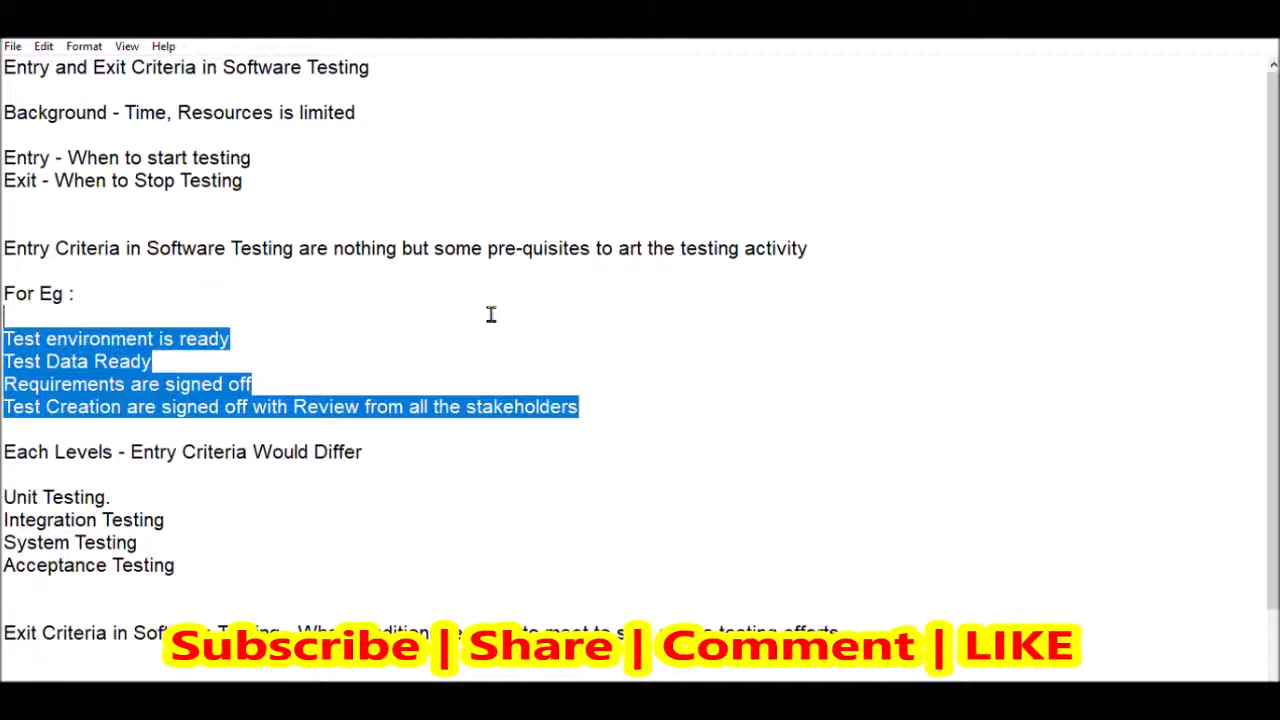 File Edit Format View Help
Entry and Exit Criteria in Software Testing
Background - Time, Resources is limited
Entry - When to start testing
Exit - When to Stop Testing
Entry Criteria in Software Testing are nothing but some pre-quisites to art the testing activity
For Eg :
Test environment is ready
Test Data Ready
Requirements are signed off
Test Creation are signed off with Review from all the stakeholders
Each Levels - Entry Criteria Would Differ
Unit Testing.
Integration Testing
System Testing
Acceptance Testing
Exit Criteria in
Subscribe | Share | Comment | LIKE